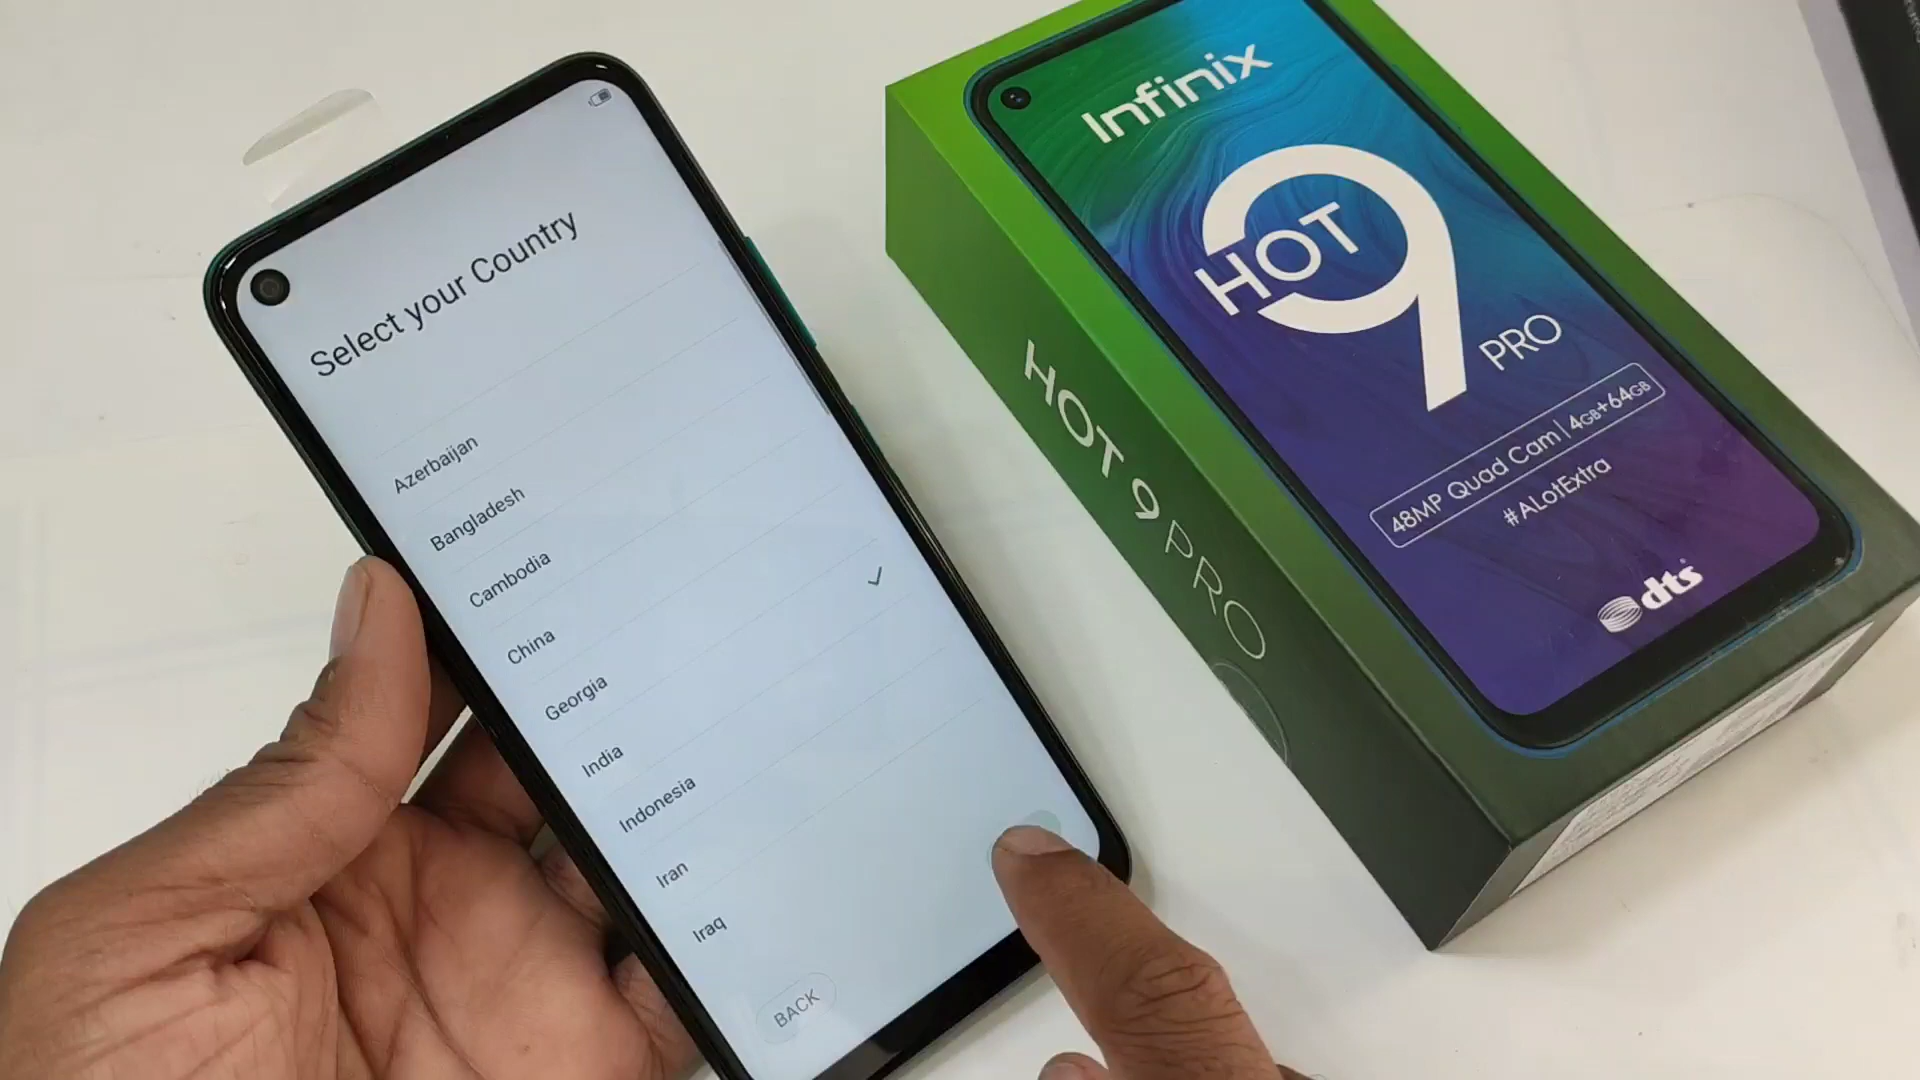 Select your Country
Azerbaijan
Bangladesh
Cambodia
China
Georgia
India
Indonesia
Iran
Iraq
BACK
Infinix
HOT
9
PRO
48MP Quad Cam | 4GB+64GB
#ALotExtra
dts
HOT 9 PRO